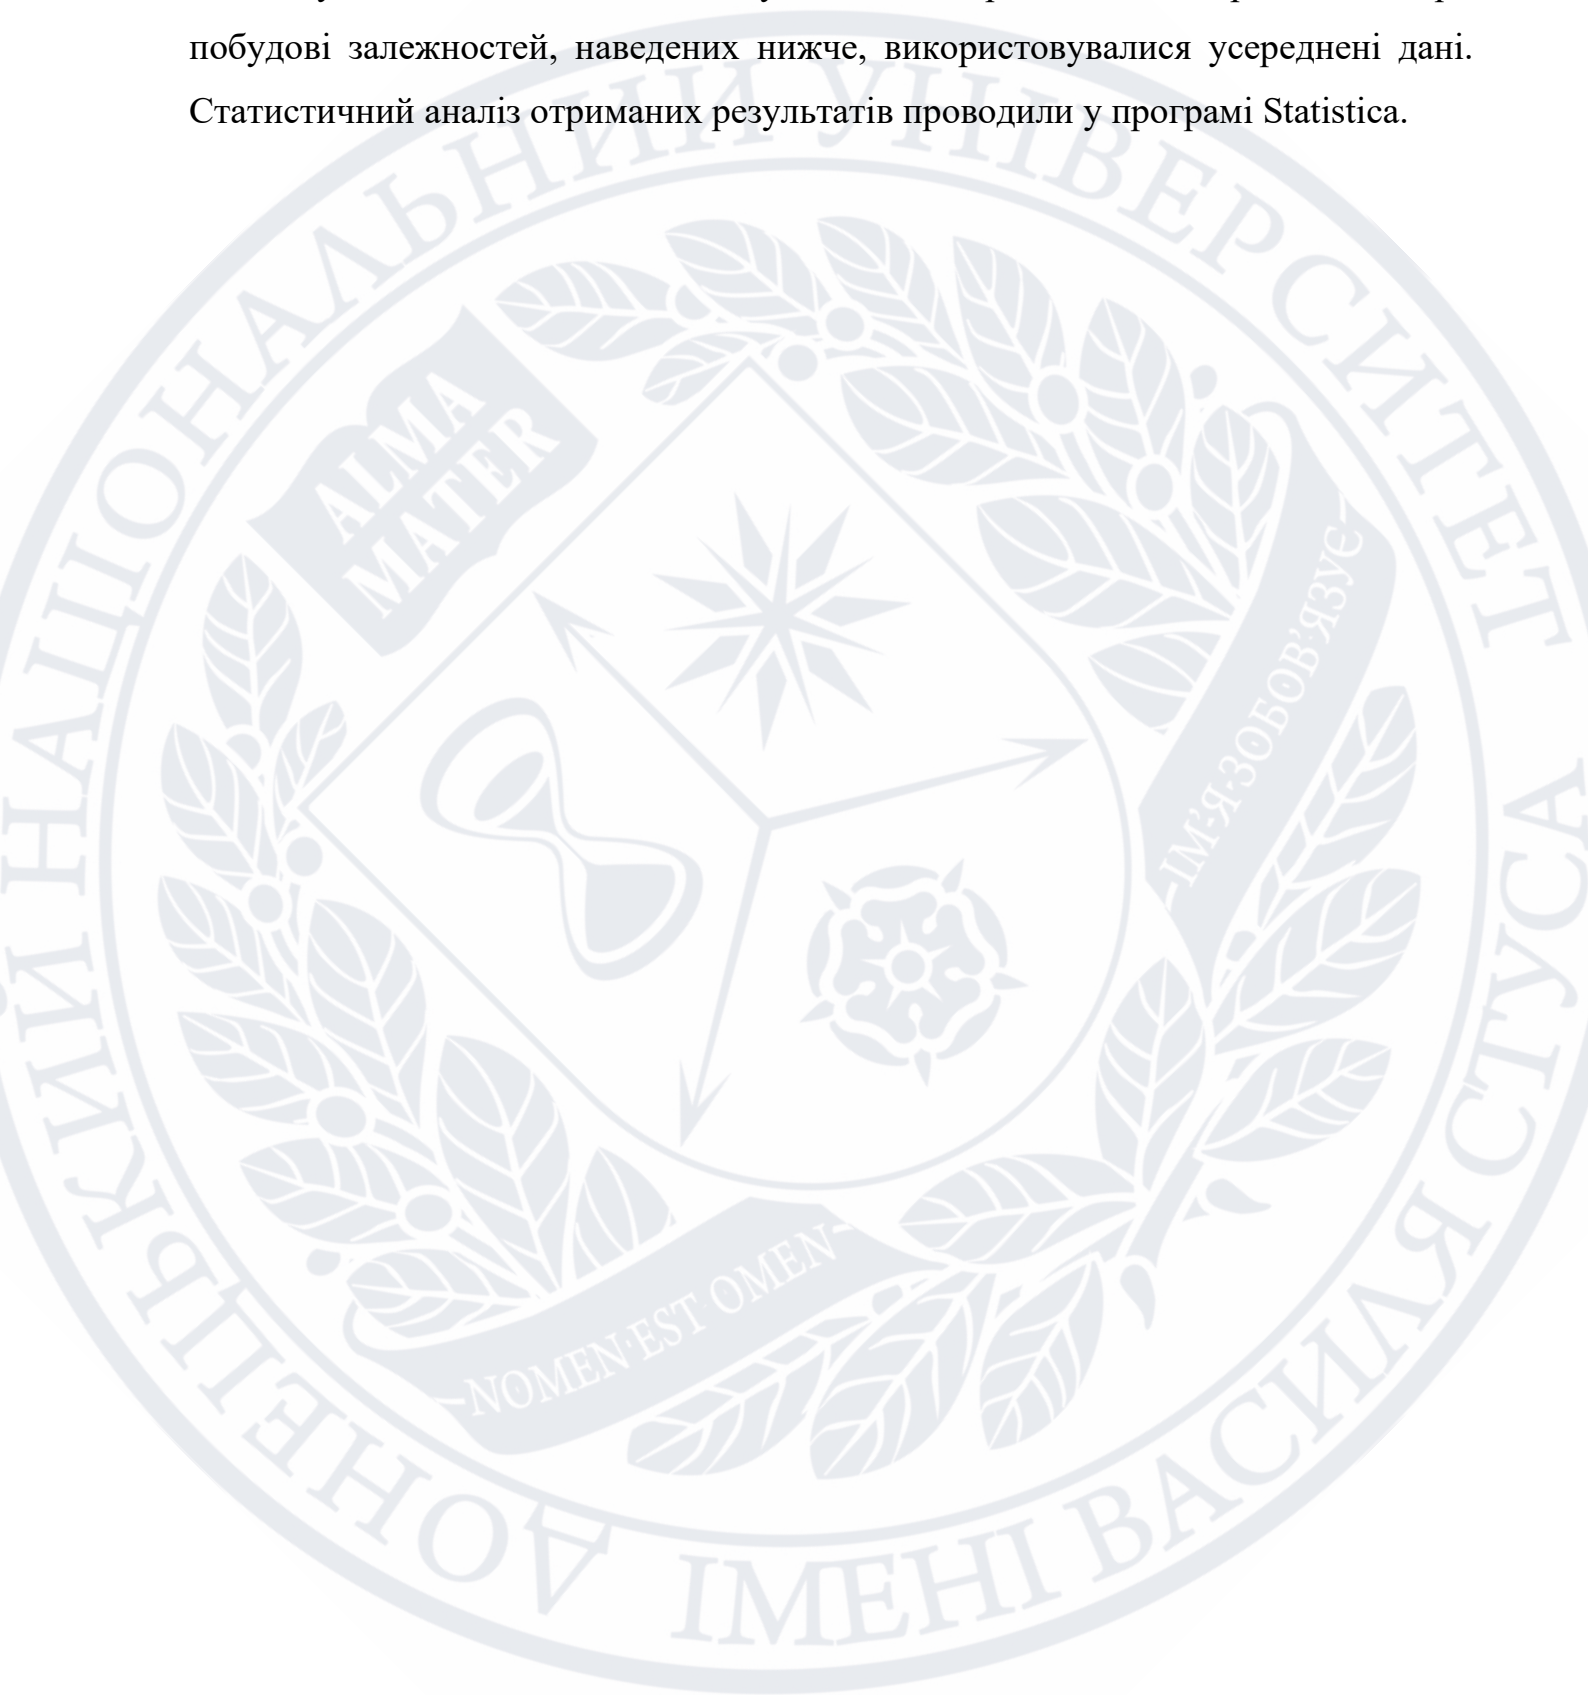 побудові залежностей, наведених нижче, використовувалися усереднені дані.
Статистичний аналіз отриманих результатів проводили у програмі Statistica.
ДОНЕЦЬКИЙ НАЦІОНАЛЬНИЙ УНІВЕРСИТЕТ
ІМЕНІ ВАСИЛЯ СТУСА
ALMA
MATER
ІМ'Я ЗОБОВ'ЯЗУЄ
NOMEN EST OMEN